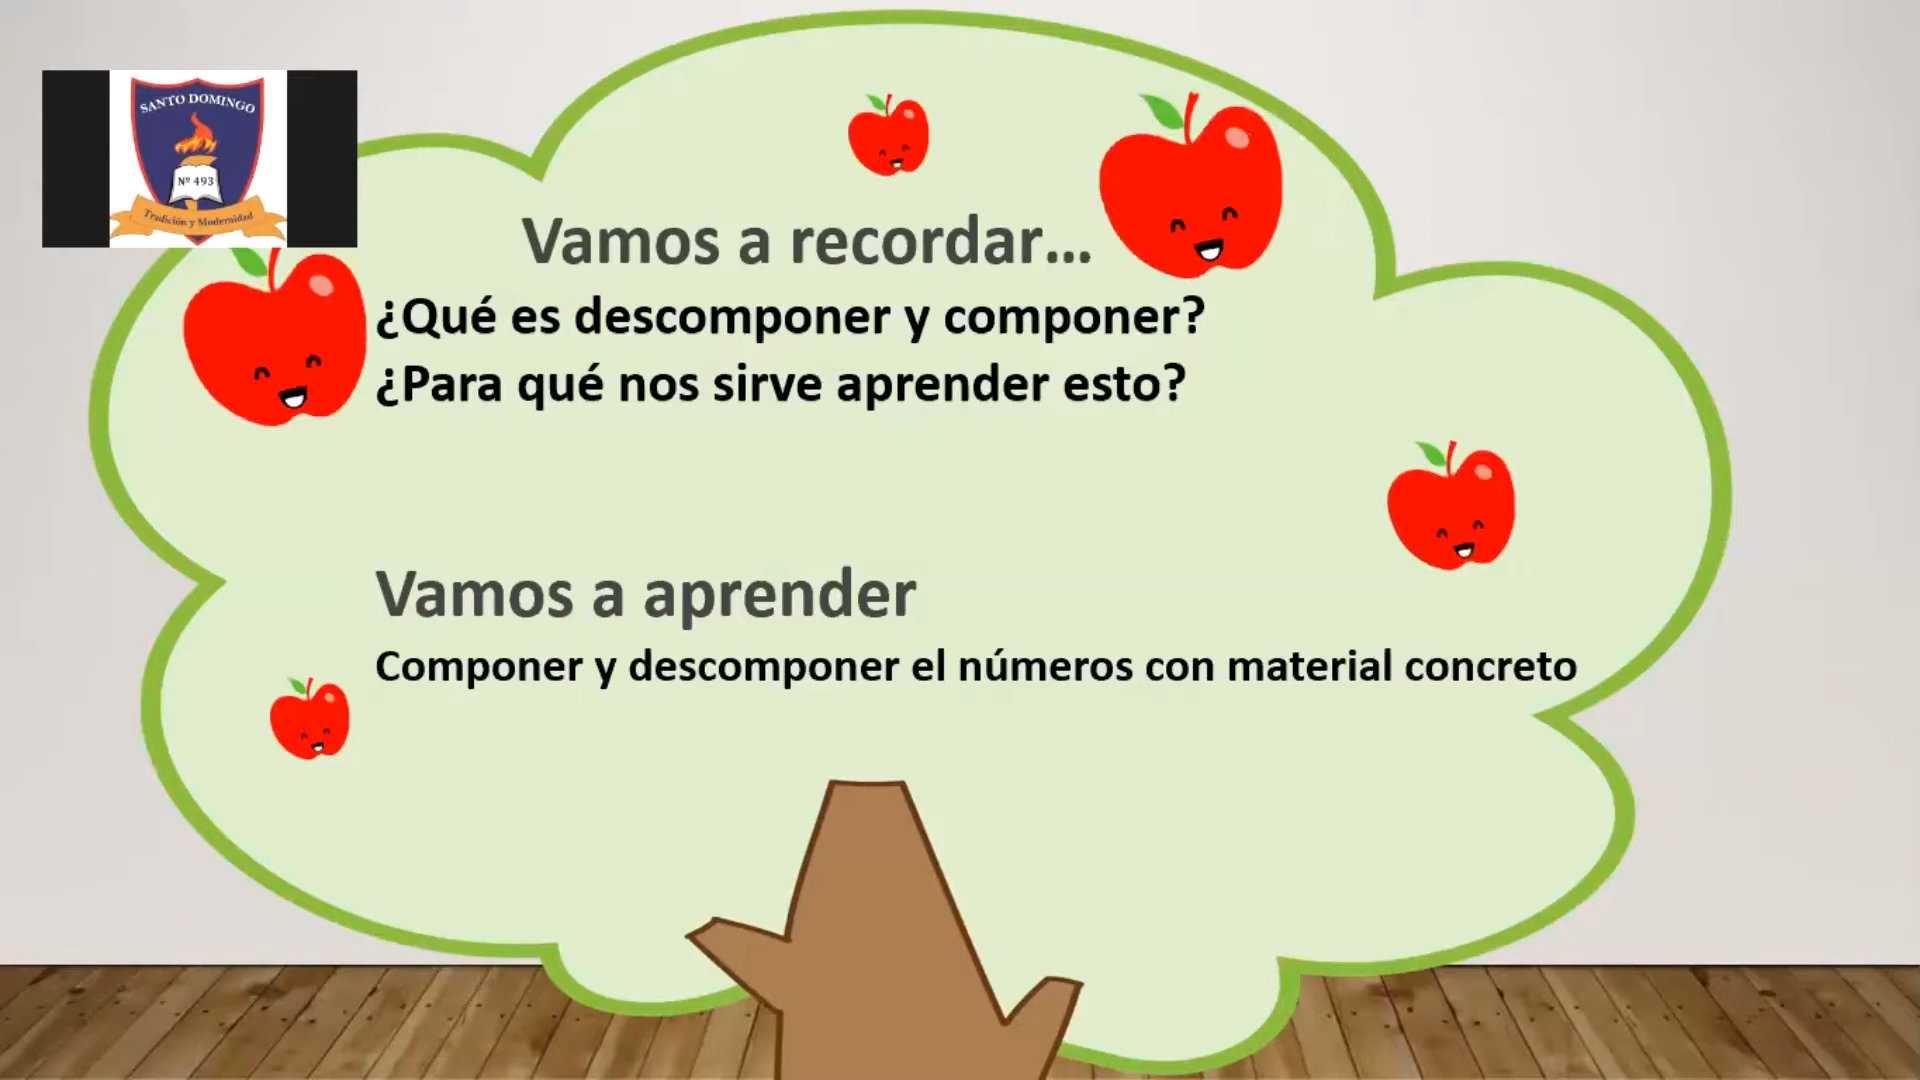 SANTO DOMINGO
Nº 493
Tradición y Modernidad
Vamos a recordar...
¿Qué es descomponer y componer?
¿Para qué nos sirve aprender esto?
Vamos a aprender
Componer y descomponer el números con material concreto